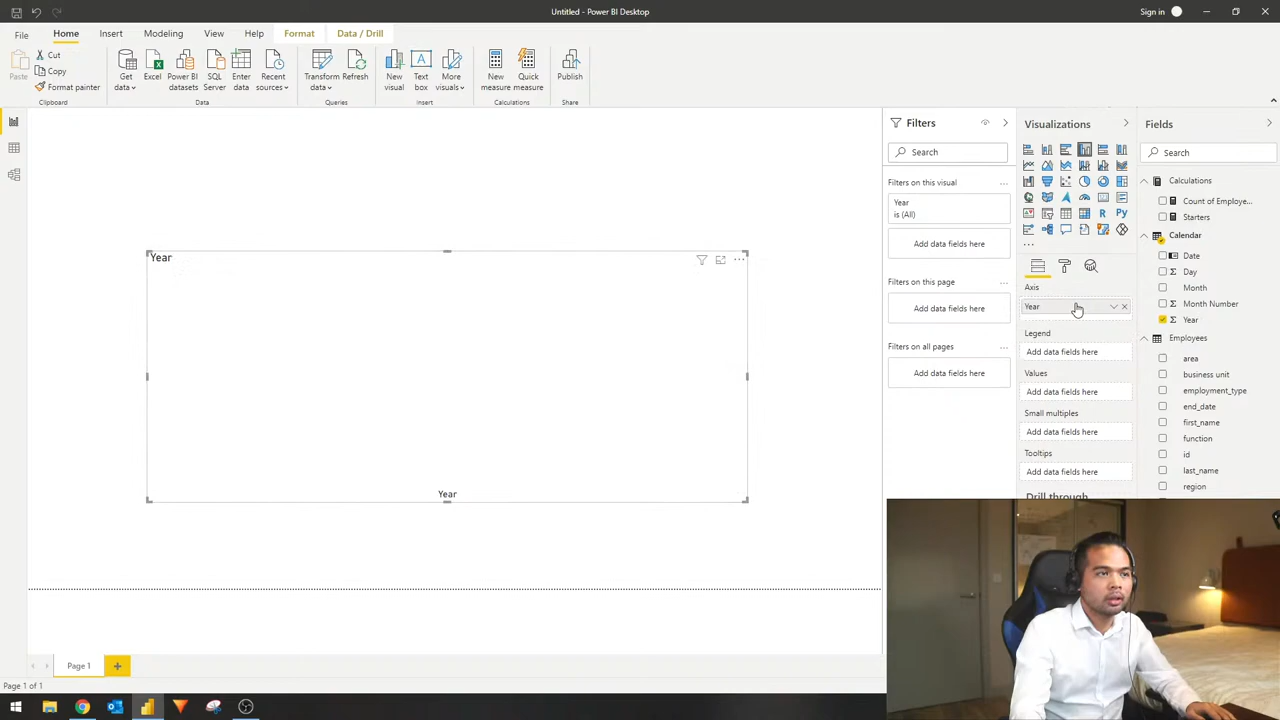 Untitled - Power BI Desktop
Sign in
File
Home
Insert
Modeling
View
Help
Format
Data / Drill
Paste
Cut
Copy
Format painter
Clipboard
Get data
Excel
Power BI datasets
SQL Server
Enter data
Recent sources
Data
Transform data
Refresh
Queries
New visual
Text box
More visuals
Insert
New measure
Quick measure
Calculations
Publish
Share
Year
Year
Filters
Search
Filters on this visual
Year
is (All)
Add data fields here
Filters on this page
Add data fields here
Filters on all pages
Add data fields here
Visualizations
R
Py
Axis
Year
Legend
Add data fields here
Values
Add data fields here
Small multiples
Add data fields here
Tooltips
Add data fields here
Drill through
Fields
Search
Calculations
Count of Employe...
Starters
Calendar
Date
Day
Month
Month Number
Year
Employees
area
business unit
employment_type
end_date
first_name
function
id
last_name
region
Page 1
Page 1 of 1